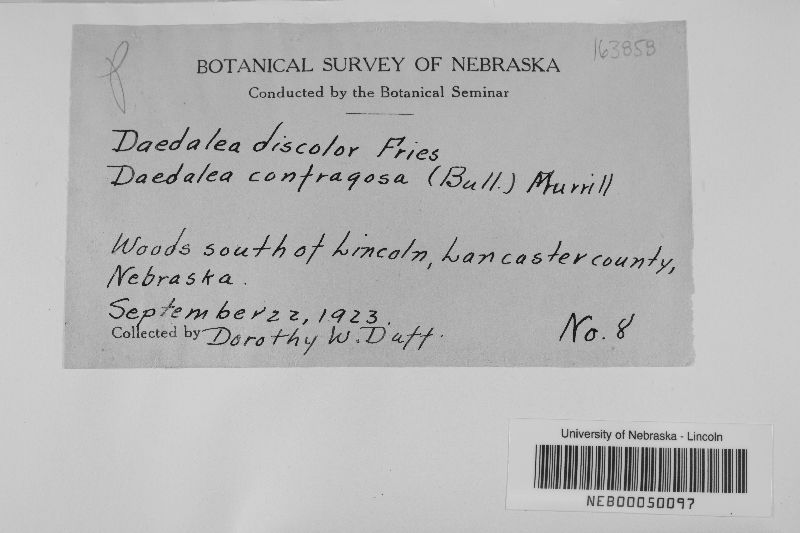 163858
BOTANICAL SURVEY OF NEBRASKA
Conducted by the Botanical Seminar
Daedalea discolor Fries
Daedalea confragosa (Bull.) Murrill
Woods south of Lincoln, Lancaster county,
Nebraska.
September 22, 1923.
Collected by Dorothy W. Duff.
No. 8
University of Nebraska - Lincoln
NEB00050097